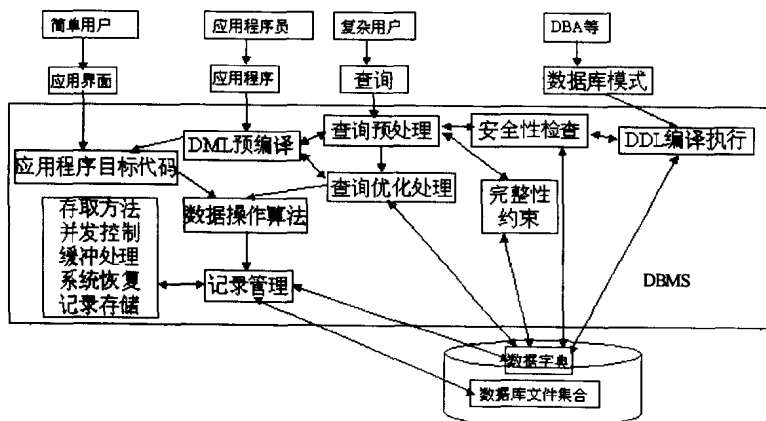 简单用户
应用程序员
复杂用户
DBA等
应用界面
应用程序
查询
数据库模式
DML预编译
查询预处理
安全性检查
DDL编译执行
应用程序目标代码
查询优化处理
完整性
约束
数据操作算法
存取方法
并发控制
缓冲处理
系统恢复
记录存储
记录管理
DBMS
数据字典
数据库文件集合